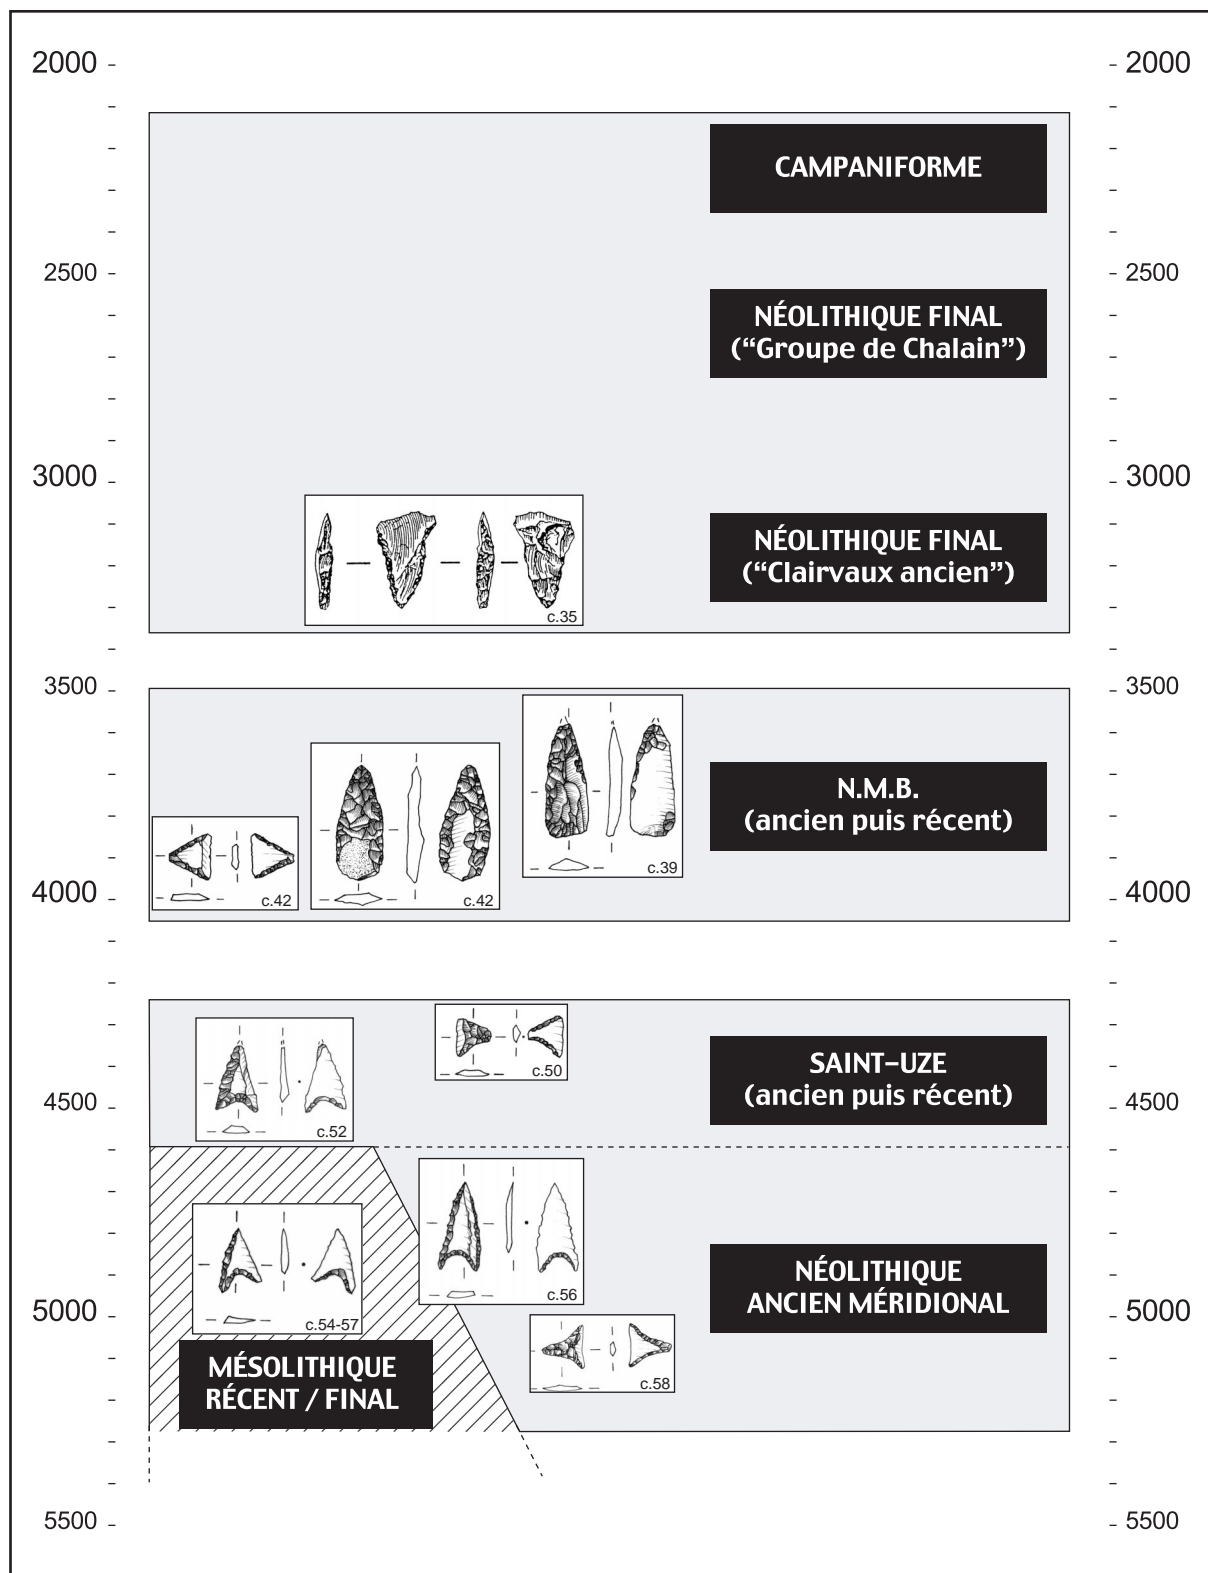 2000 2000
CAMPANIFORME
2500 2500
NÉOLITHIQUE FINAL
(“Groupe de Chalain”)
3000 3000
NÉOLITHIQUE FINAL
(“Clairvaux ancien”)
c.35
3500 3500
N.M.B.
(ancien puis récent)
c.39
c.42 c.42
4000 4000
SAINT–UZE
(ancien puis récent)
c.50
4500 4500
c.52
NÉOLITHIQUE
ANCIEN MÉRIDIONAL
c.56
5000 5000
c.54-57
MÉSOLITHIQUE
RÉCENT / FINAL
c.58
5500 5500